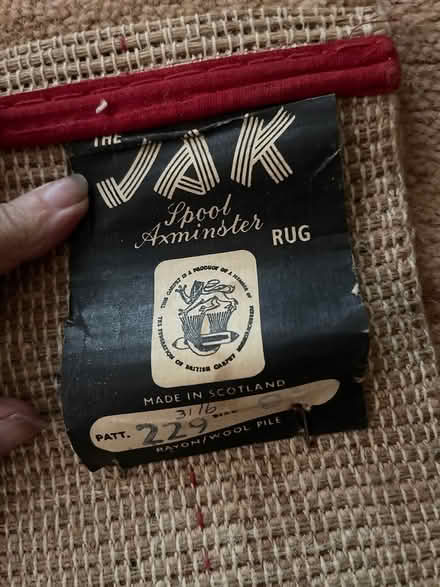 THE
JAK
Spool
Axminster RUG
THIS CARPET IS A PRODUCT OF A MEMBER OF
THE FEDERATION OF BRITISH CARPET MANUFACTURERS
MADE IN SCOTLAND
3116
PATT. 229 SIZE
RAYON/WOOL PILE